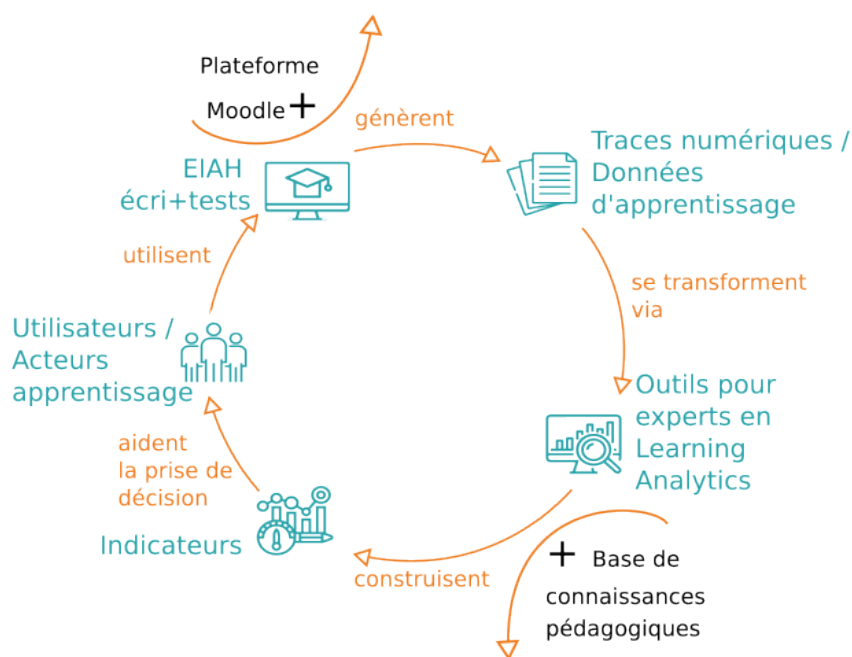 Plateforme
Moodle +
génèrent
EIAH
écri+tests
Traces numériques /
Données
d'apprentissage
utilisent
se transforment
via
Utilisateurs /
Acteurs
apprentissage
Outils pour
experts en
Learning
Analytics
aident
la prise de
décision
Indicateurs
construisent
+ Base de
connaissances
pédagogiques